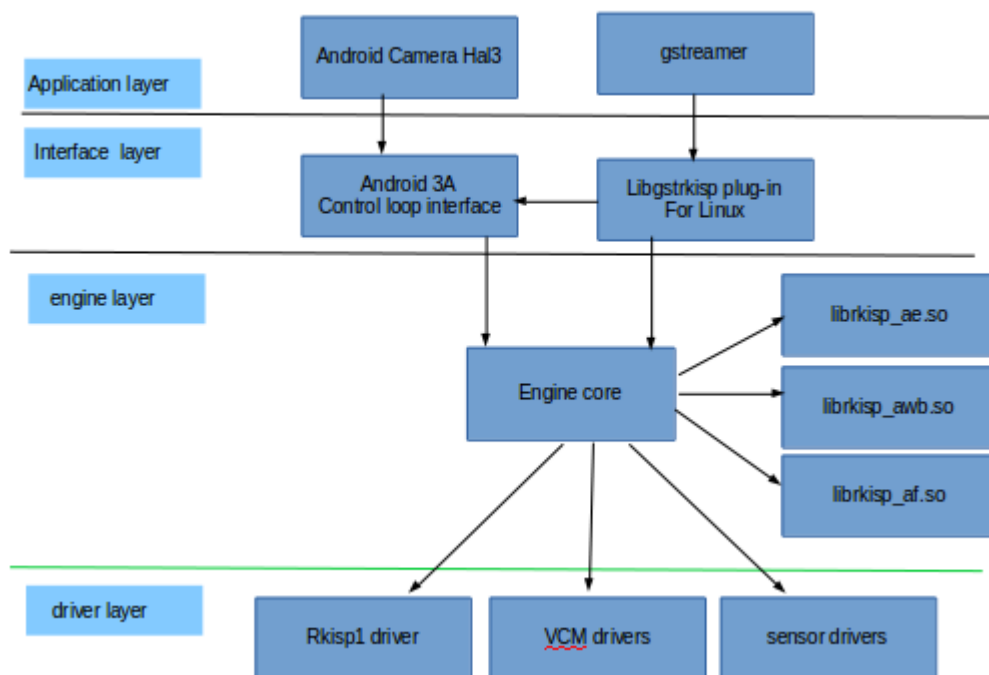 Android Camera Hal3
gstreamer
Application layer
Interface layer
Android 3A
Control loop interface
Libgstrkisp plug-in
For Linux
engine layer
librkisp_ae.so
Engine core
librkisp_awb.so
librkisp_af.so
driver layer
Rkisp1 driver
VCM drivers
sensor drivers